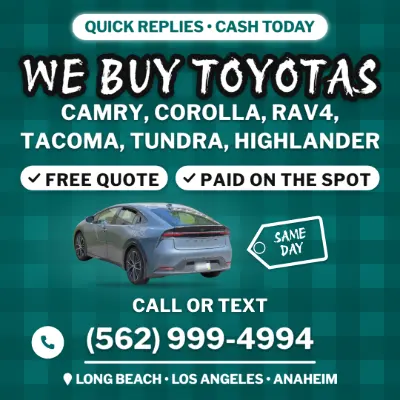 QUICK REPLIES • CASH TODAY
WE BUY TOYOTAS
CAMRY, COROLLA, RAV4,
TACOMA, TUNDRA, HIGHLANDER
✓ FREE QUOTE
✓ PAID ON THE SPOT
SAME
DAY
CALL OR TEXT
(562) 999-4994
LONG BEACH • LOS ANGELES • ANAHEIM